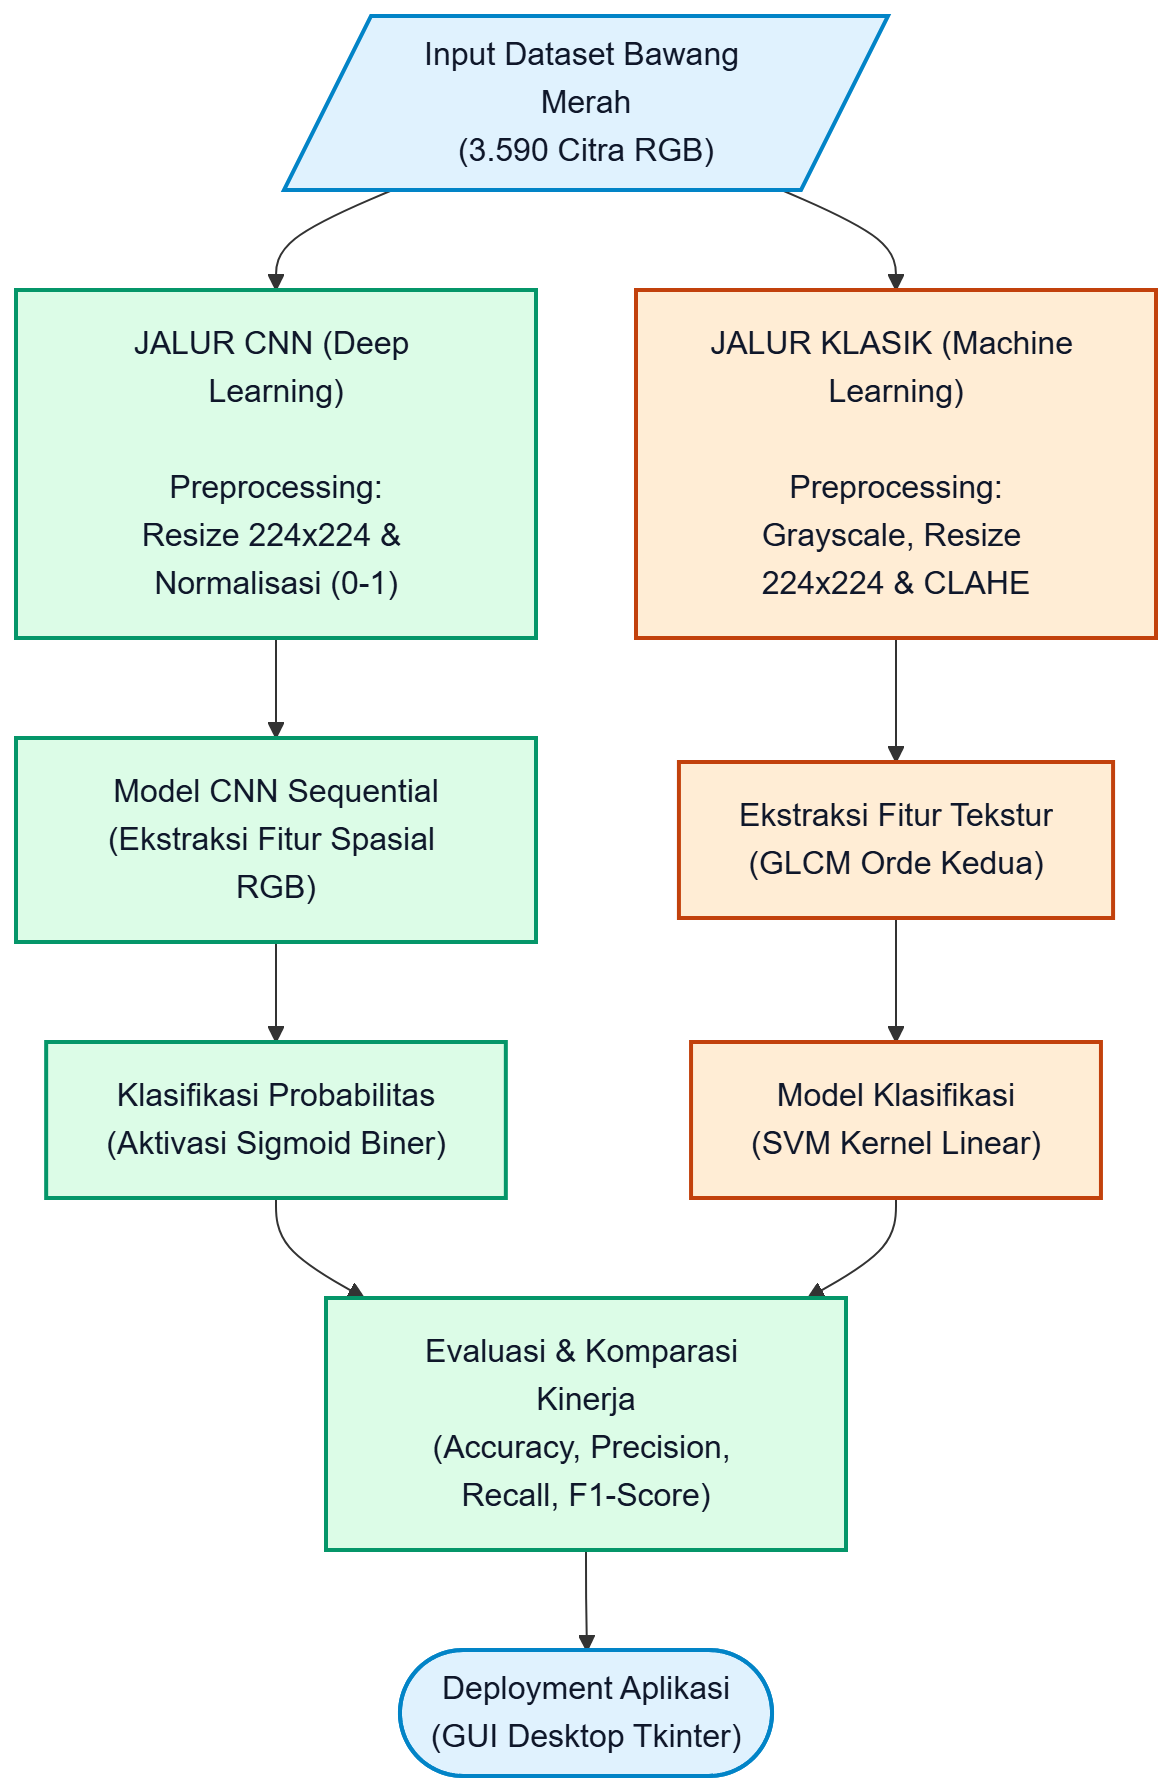 Input Dataset Bawang
Merah
(3.590 Citra RGB)
JALUR CNN (Deep
Learning)
Preprocessing:
Resize 224x224 &
Normalisasi (0-1)
JALUR KLASIK (Machine
Learning)
Preprocessing:
Grayscale, Resize
224x224 & CLAHE
Model CNN Sequential
(Ekstraksi Fitur Spasial
RGB)
Ekstraksi Fitur Tekstur
(GLCM Orde Kedua)
Klasifikasi Probabilitas
(Aktivasi Sigmoid Biner)
Model Klasifikasi
(SVM Kernel Linear)
Evaluasi & Komparasi
Kinerja
(Accuracy, Precision,
Recall, F1-Score)
Deployment Aplikasi
(GUI Desktop Tkinter)